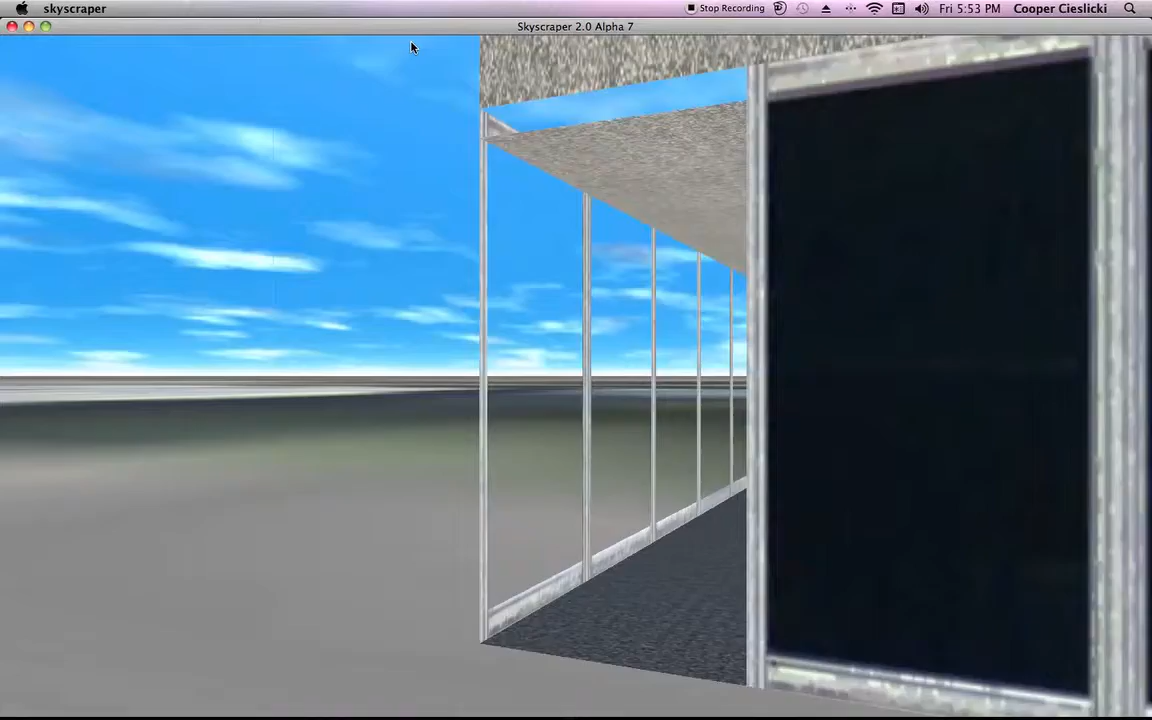 skyscraper
Stop Recording
Fri 5:53 PM
Cooper Cieslicki
Skyscraper 2.0 Alpha 7